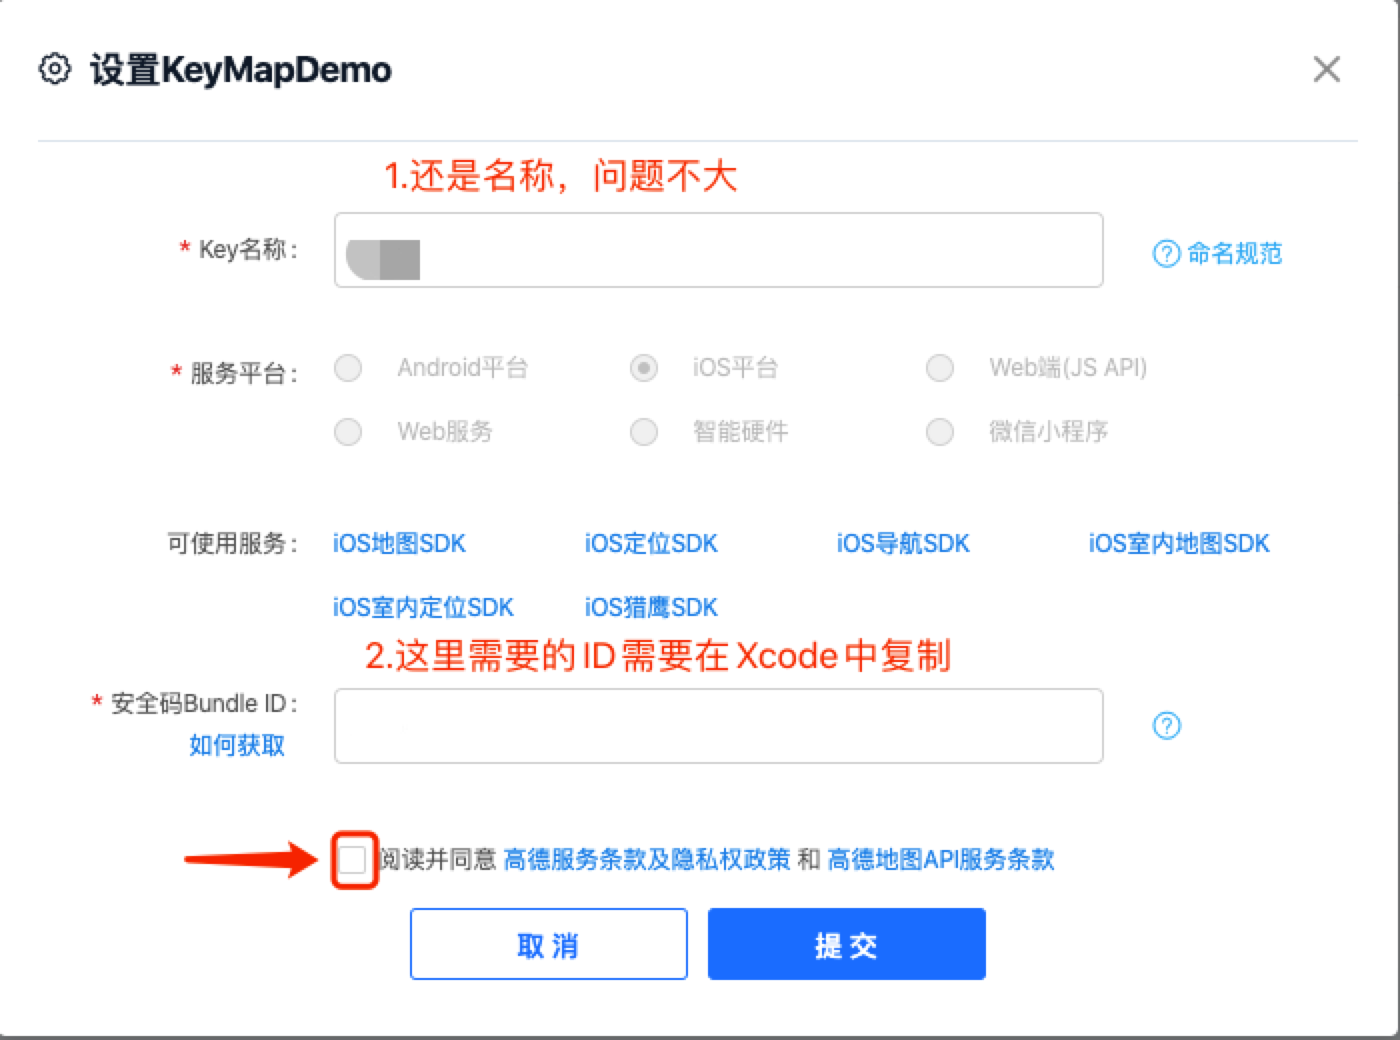 设置KeyMapDemo
1.还是名称，问题不大
* Key名称：
命名规范
* 服务平台： Android平台 iOS平台 Web端(JS API)
Web服务 智能硬件 微信小程序
可使用服务： iOS地图SDK iOS定位SDK iOS导航SDK iOS室内地图SDK
iOS室内定位SDK iOS猎鹰SDK
2.这里需要的ID需要在Xcode中复制
* 安全码Bundle ID：
如何获取
阅读并同意 高德服务条款及隐私权政策 和 高德地图API服务条款
取消 提交